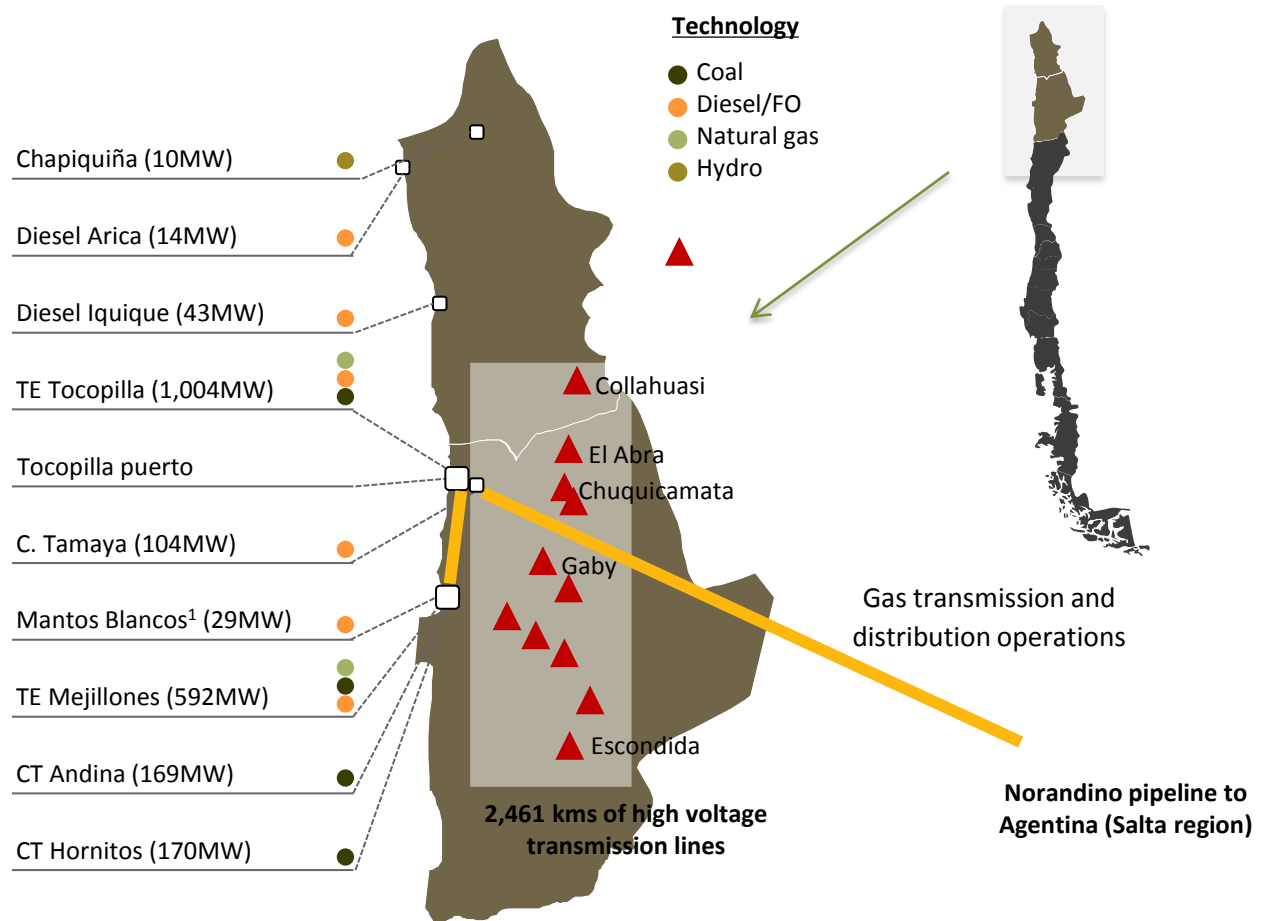 Technology
Coal
Diesel/FO
Natural gas
Hydro
Chapiquiña (10MW)
Diesel Arica (14MW)
Diesel Iquique (43MW)
TE Tocopilla (1,004MW)
Tocopilla puerto
C. Tamaya (104MW)
Mantos Blancos¹ (29MW)
TE Mejillones (592MW)
CT Andina (169MW)
CT Hornitos (170MW)
Collahuasi
El Abra
Chuquicamata
Gaby
Escondida
2,461 kms of high voltage
transmission lines
Gas transmission and
distribution operations
Norandino pipeline to
Agentina (Salta region)